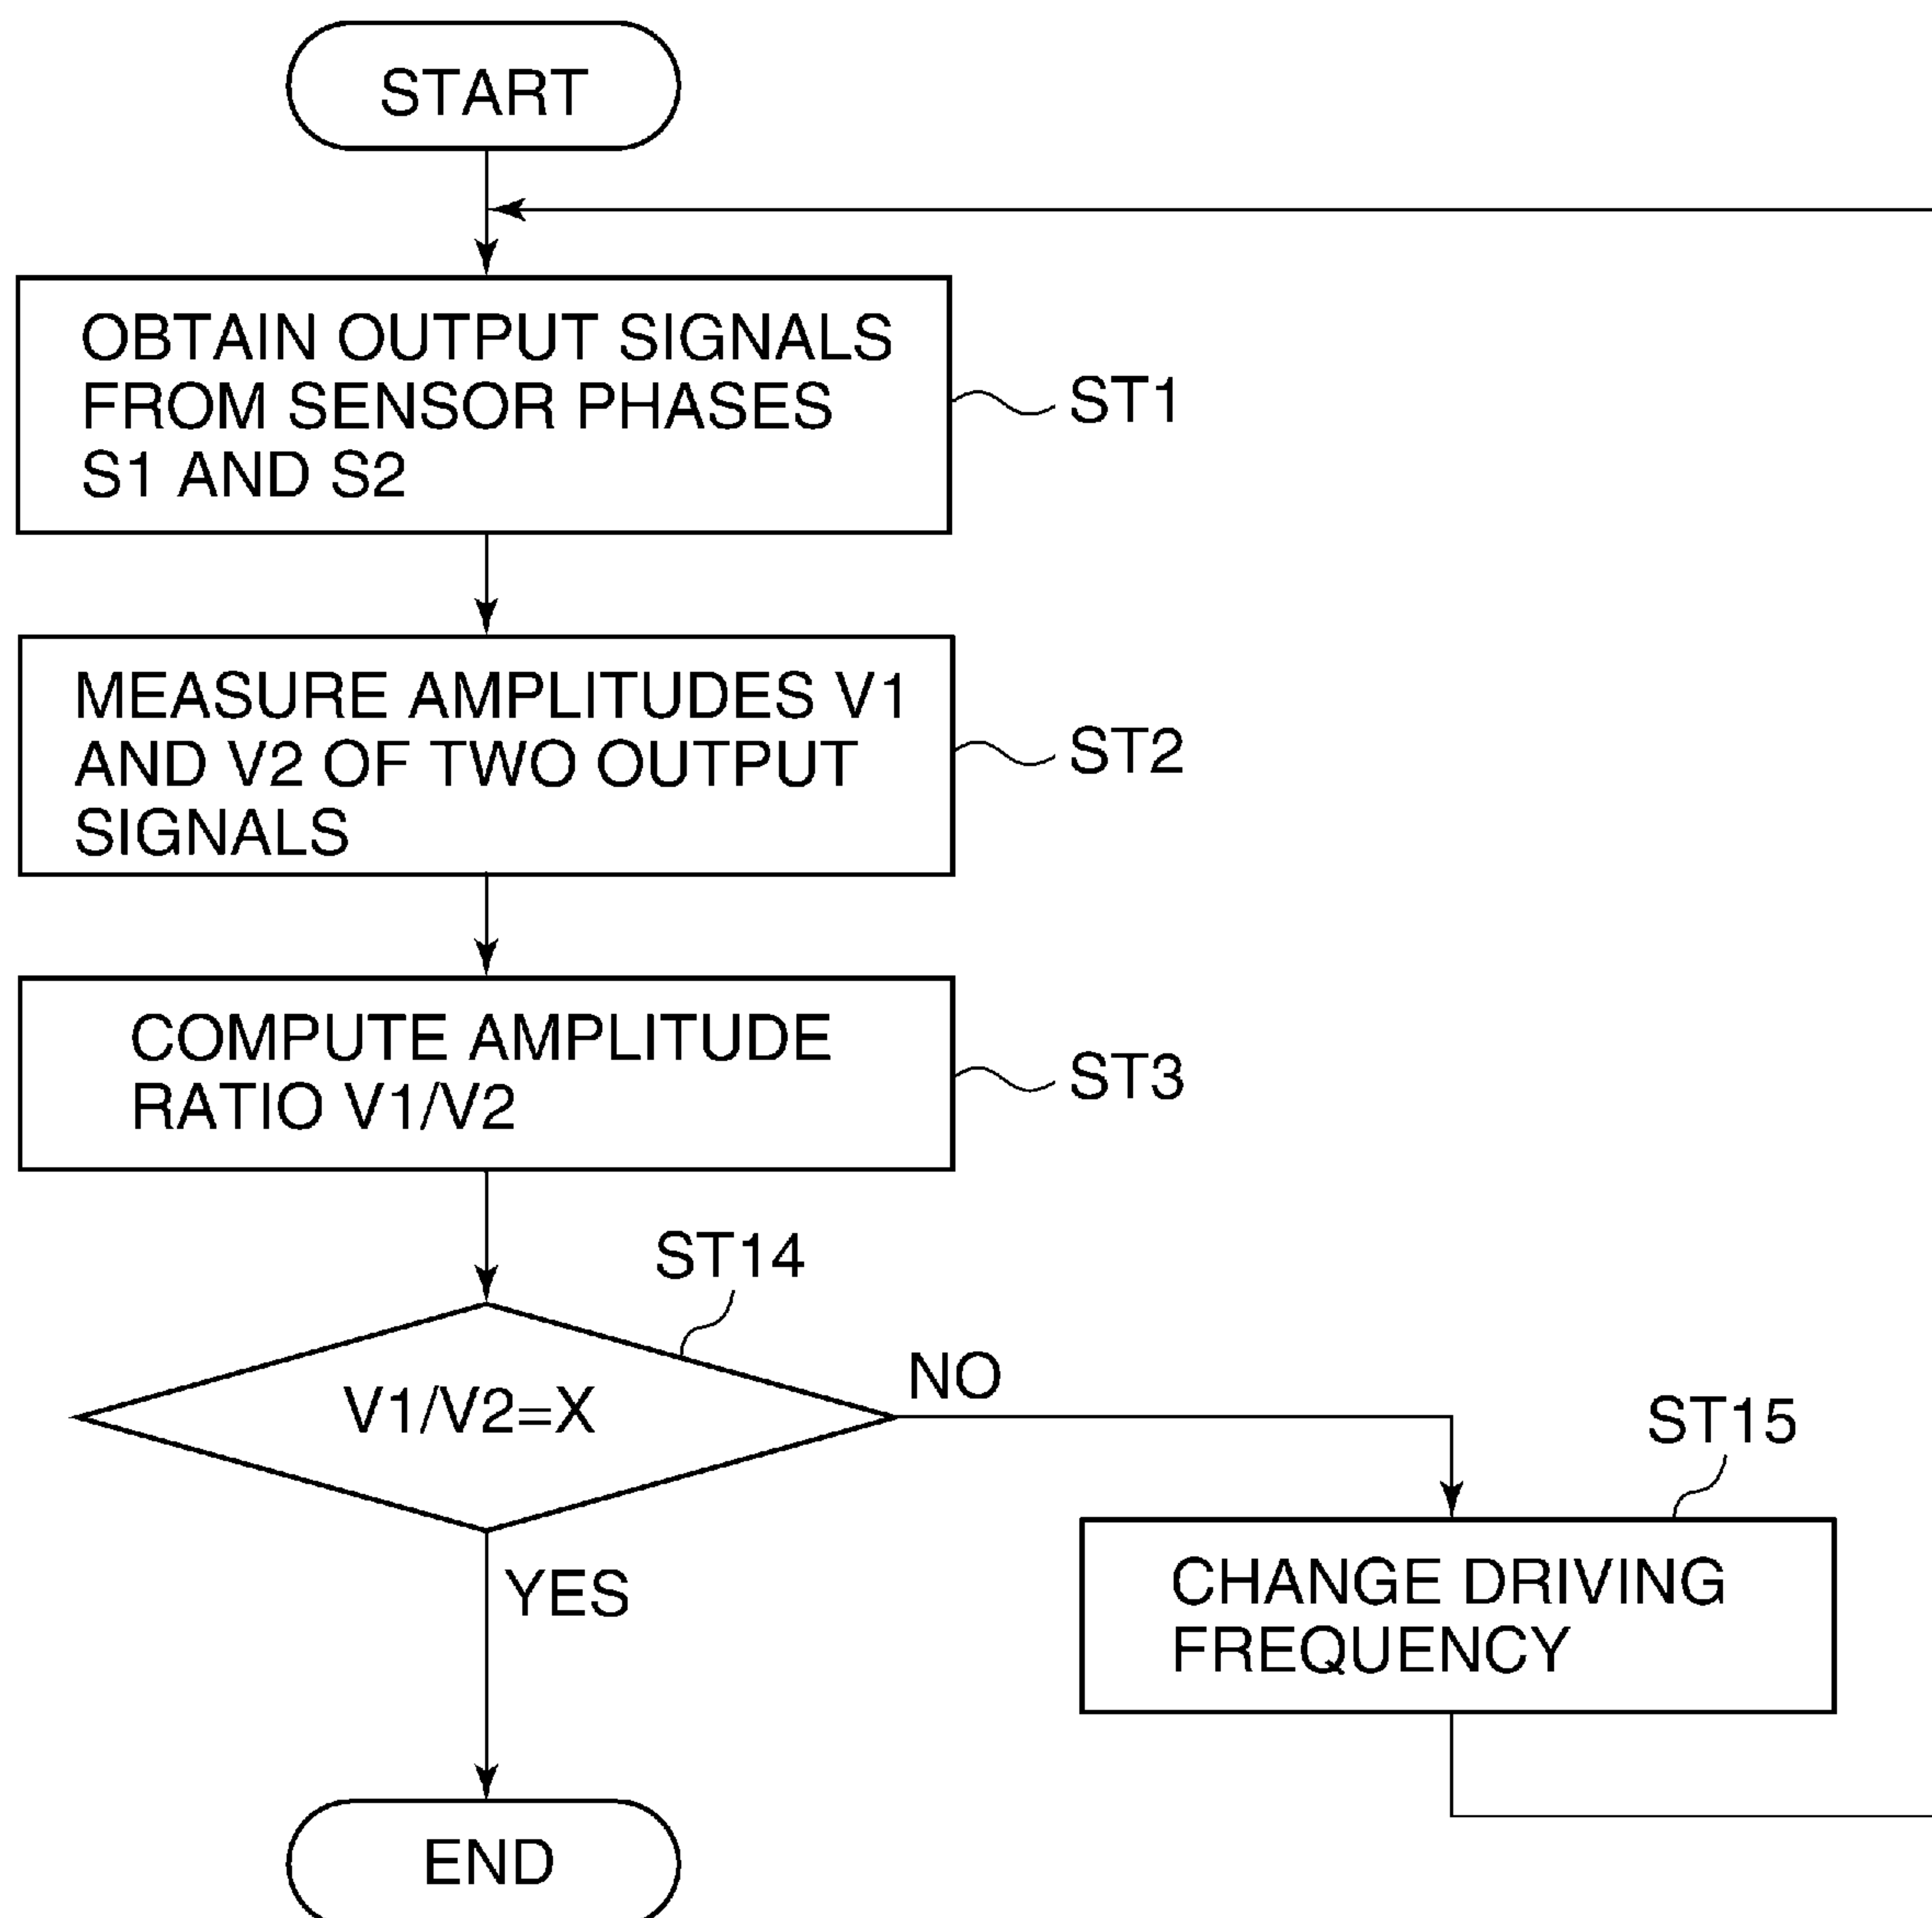 START
OBTAIN OUTPUT SIGNALS
FROM SENSOR PHASES
S1 AND S2
ST1
MEASURE AMPLITUDES V1
AND V2 OF TWO OUTPUT
SIGNALS
ST2
COMPUTE AMPLITUDE
RATIO V1/V2
ST3
ST14
V1/V2=X
NO
YES
ST15
CHANGE DRIVING
FREQUENCY
END